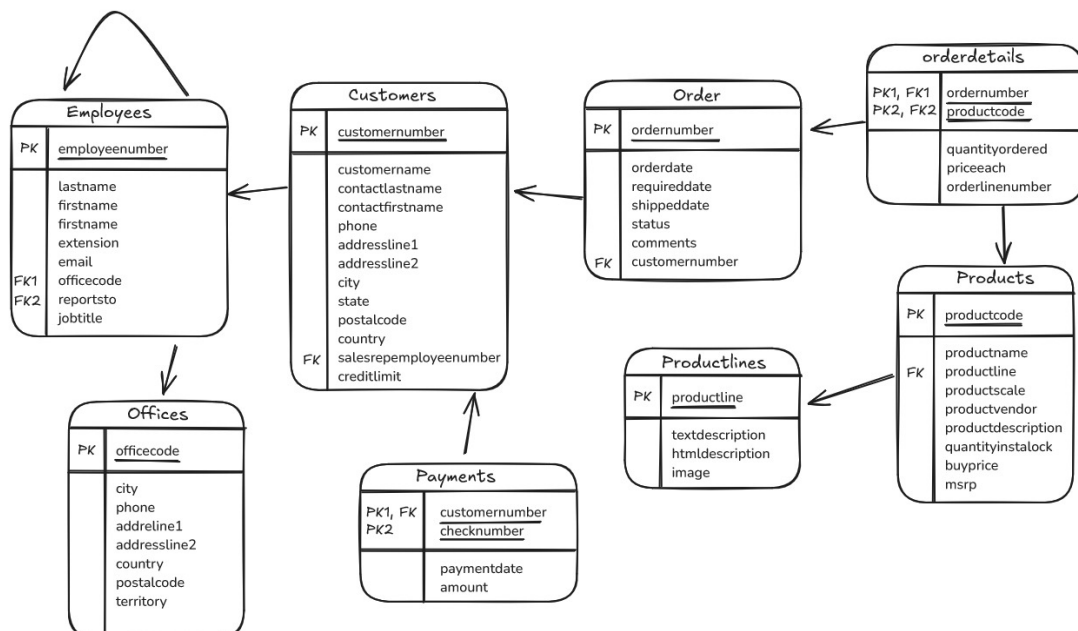 Employees
PK employeenumber
lastname
firstname
firstname
extension
email
FK1 officecode
FK2 reportsto
jobtitle
Offices
PK officecode
city
phone
addreline1
addressline2
country
postalcode
territory
Customers
PK customernumber
customername
contactlastname
contactfirstname
phone
addressline1
addressline2
city
state
postalcode
country
FK salesrepemployeenumber
creditlimit
Payments
PK1, FK customernumber
PK2 checknumber
paymentdate
amount
Order
PK ordernumber
orderdate
requireddate
shippeddate
status
comments
FK customernumber
Productlines
PK productline
textdescription
htmldescription
image
orderdetails
PK1, FK1 ordernumber
PK2, FK2 productcode
quantityordered
priceeach
orderlinenumber
Products
PK productcode
productname
FK productline
productscale
productvendor
productdescription
quantityinstalock
buyprice
msrp